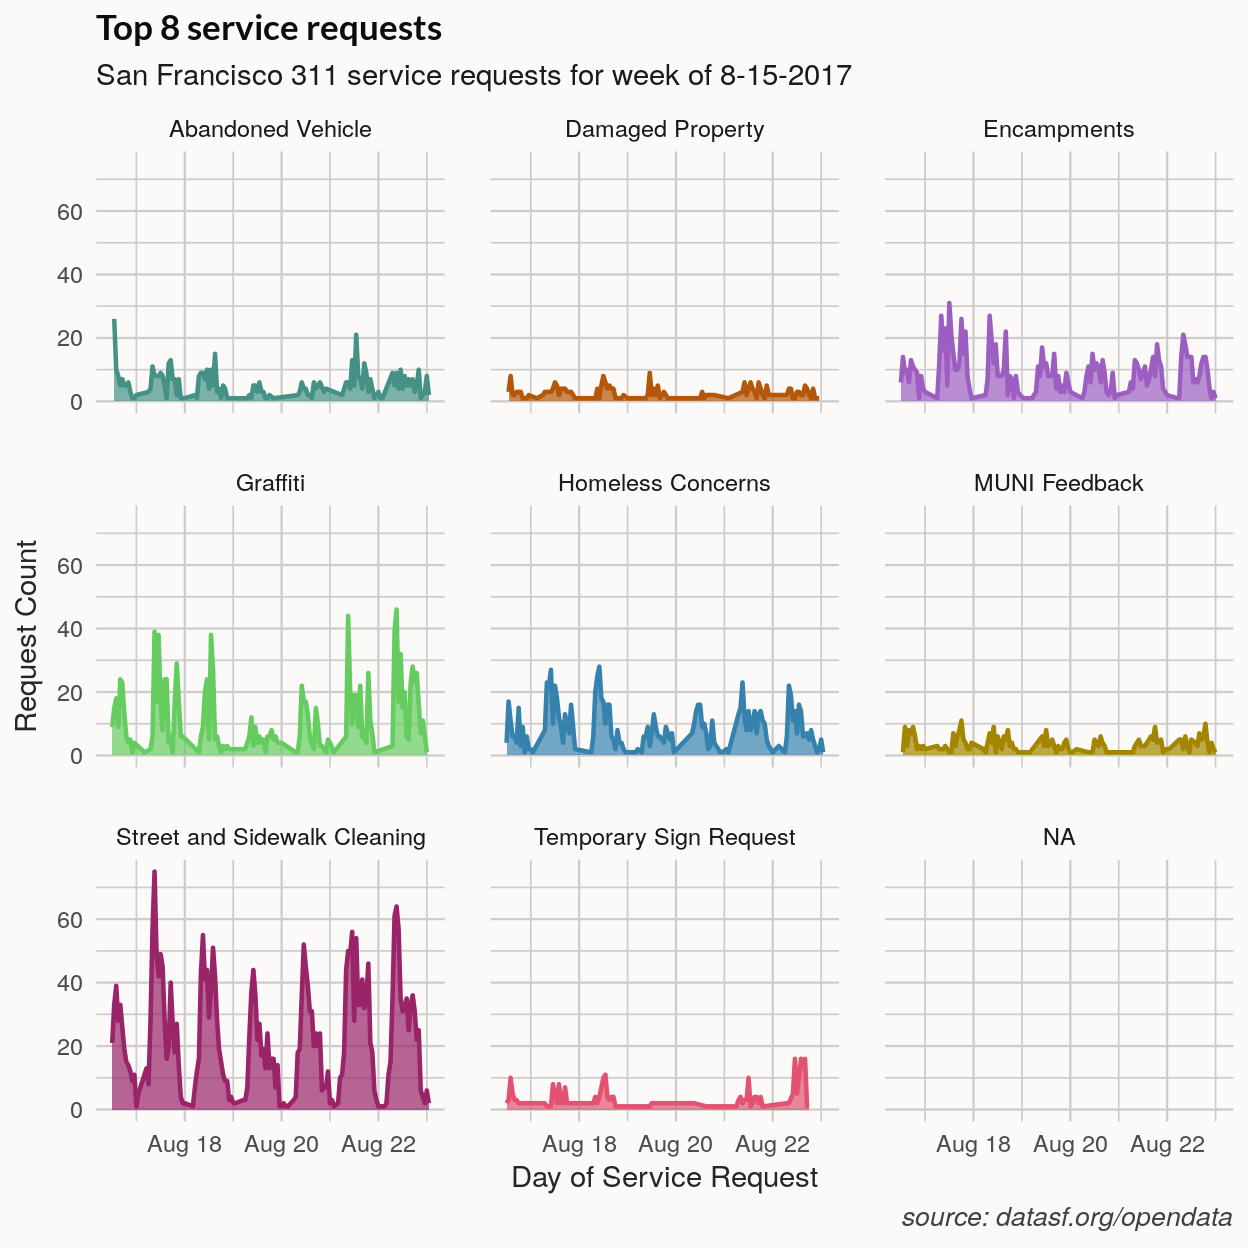 Top 8 service requests
San Francisco 311 service requests for week of 8-15-2017
Abandoned Vehicle Damaged Property Encampments
60
40
20
0
Graffiti Homeless Concerns MUNI Feedback
Request Count
60
40
20
0
Street and Sidewalk Cleaning Temporary Sign Request NA
60
40
20
0
Aug 18 Aug 20 Aug 22 Aug 18 Aug 20 Aug 22 Aug 18 Aug 20 Aug 22
Day of Service Request
source: datasf.org/opendata